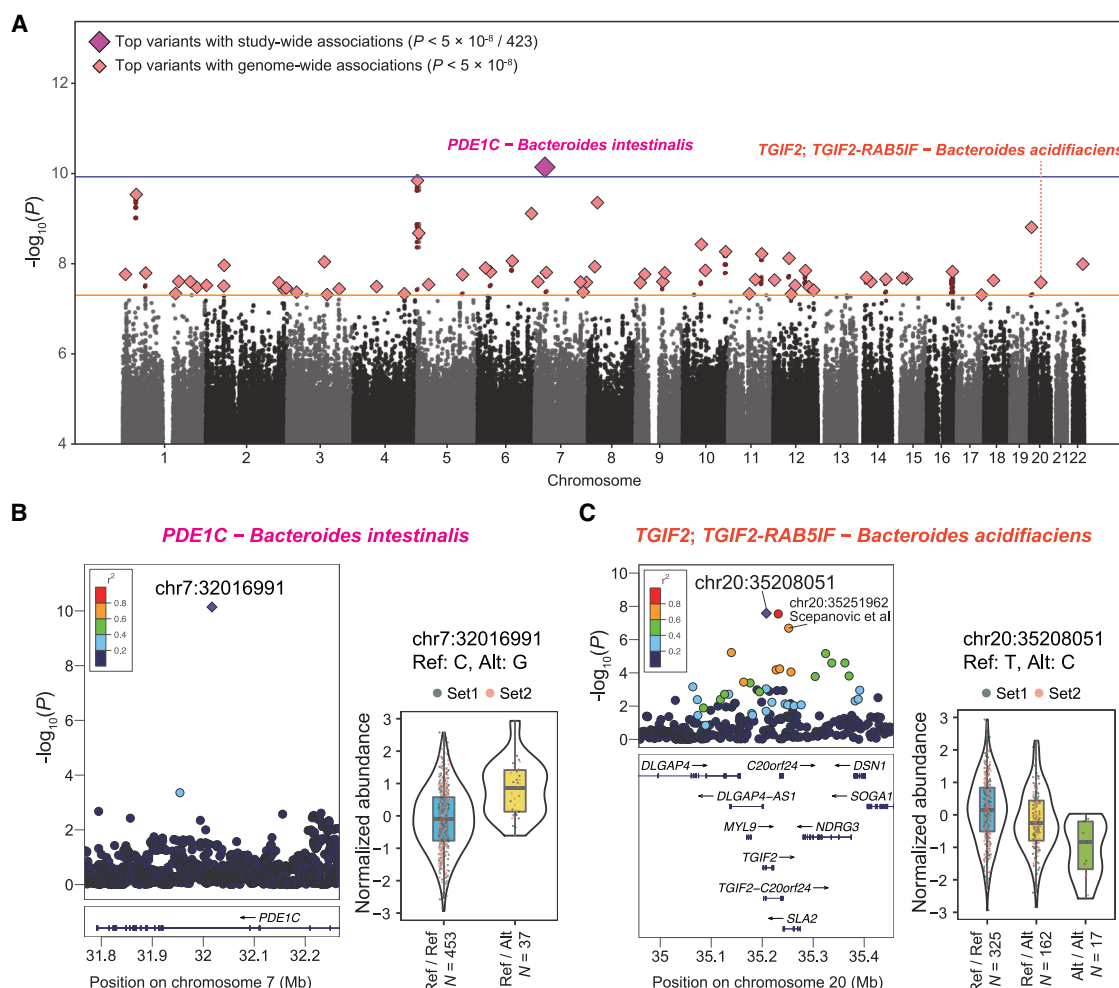 A
Top variants with study-wide associations (P < 5 × 10⁻⁸ / 423)
Top variants with genome-wide associations (P < 5 × 10⁻⁸)
PDE1C – Bacteroides intestinalis
TGIF2; TGIF2-RAB5IF – Bacteroides acidifiaciens
-log₁₀(P)
12
10
8
6
4
1 2 3 4 5 6 7 8 9 10 11 12 13 14 15 16 17 18 19 20 21 22
Chromosome
B
PDE1C – Bacteroides intestinalis
r²
0.8
0.6
0.4
0.2
chr7:32016991
-log₁₀(P)
10
8
6
4
2
0
PDE1C
31.8 31.9 32 32.1 32.2
Position on chromosome 7 (Mb)
chr7:32016991
Ref: C, Alt: G
Set1 Set2
Normalized abundance
3
2
1
0
−1
−2
−3
Ref / Ref
N = 453
Ref / Alt
N = 37
C
TGIF2; TGIF2-RAB5IF – Bacteroides acidifiaciens
r²
0.8
0.6
0.4
0.2
chr20:35208051
chr20:35251962
Scepanovic et al
-log₁₀(P)
10
8
6
4
2
0
DLGAP4 C20orf24 DSN1
DLGAP4−AS1 SOGA1
MYL9 NDRG3
TGIF2
TGIF2−C20orf24
SLA2
35 35.1 35.2 35.3 35.4
Position on chromosome 20 (Mb)
chr20:35208051
Ref: T, Alt: C
Set1 Set2
Normalized abundance
3
2
1
0
−1
−2
−3
Ref / Ref
N = 325
Ref / Alt
N = 162
Alt / Alt
N = 17